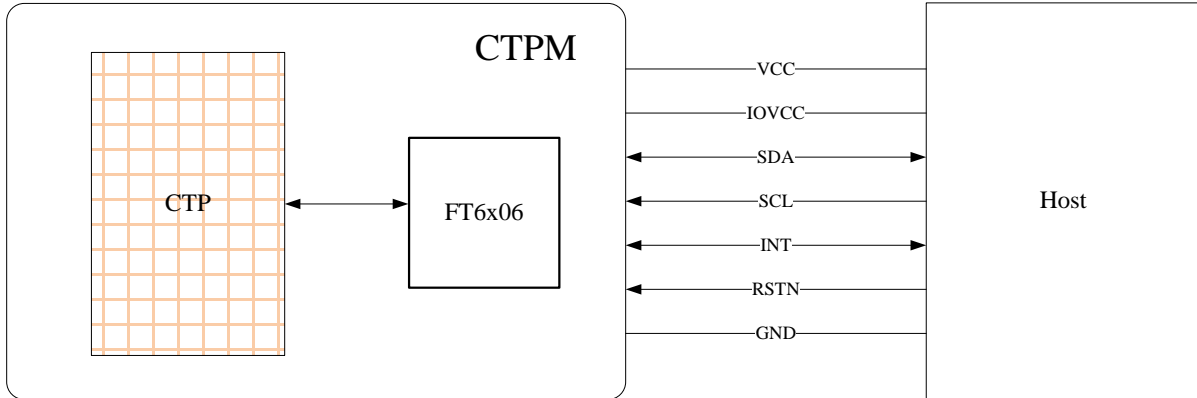 CTPM
CTP
FT6x06
VCC
IOVCC
SDA
SCL
INT
RSTN
GND
Host